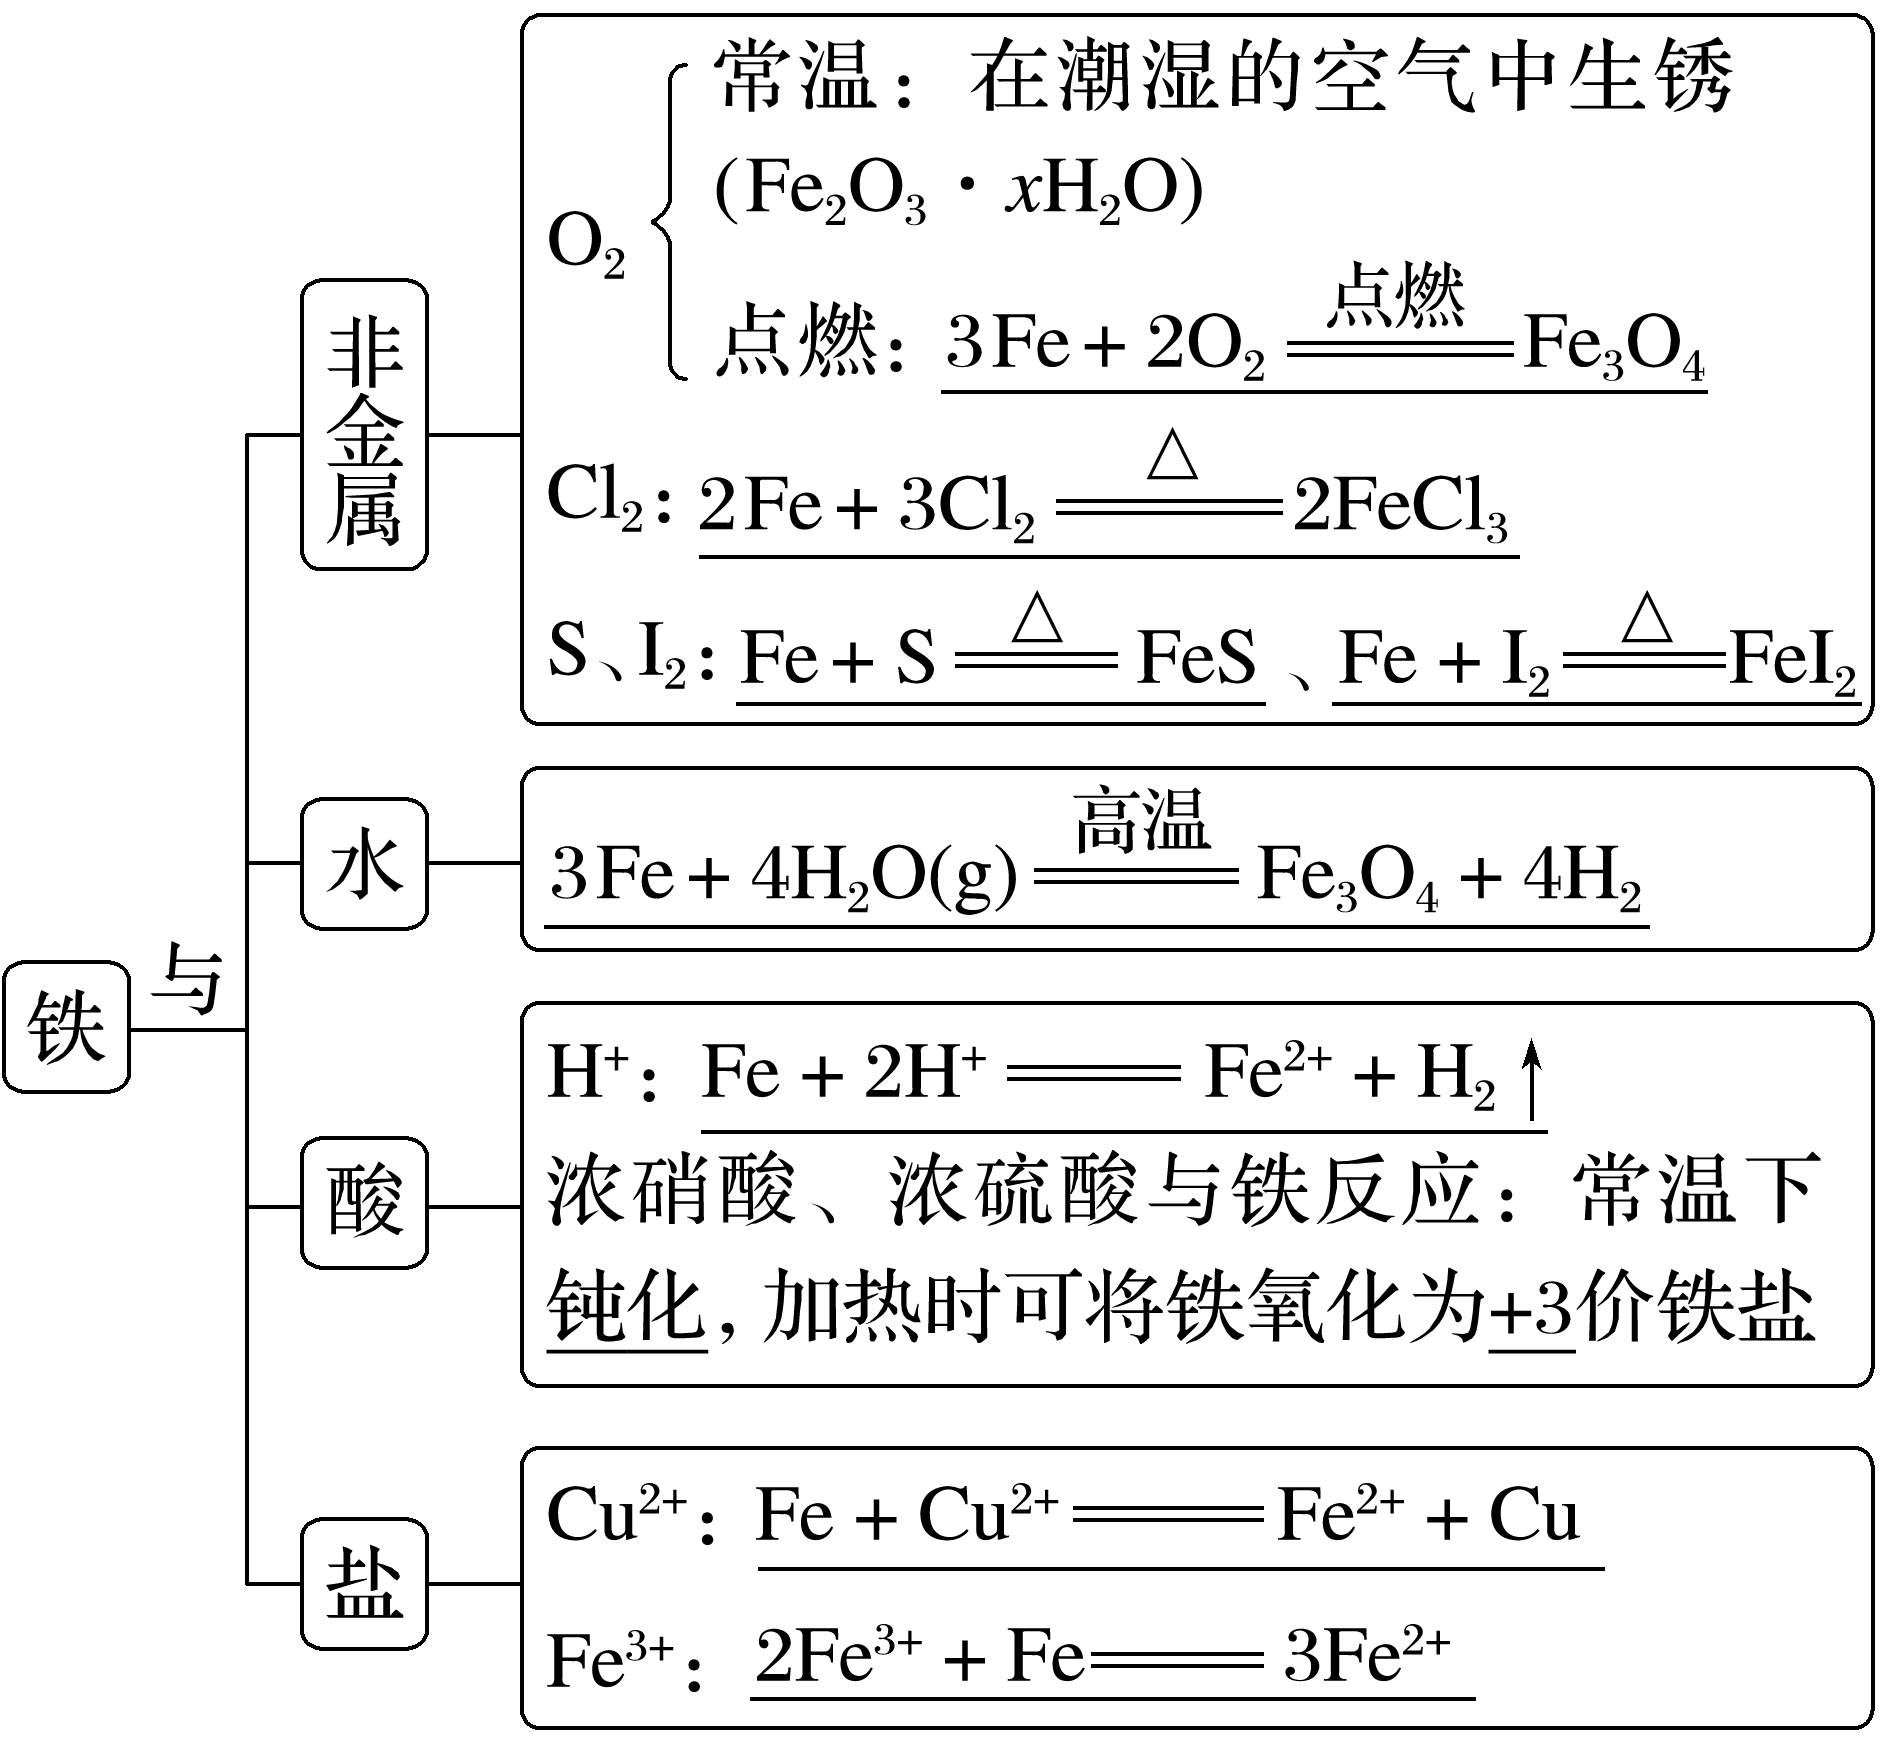 铁
与
非金属
O₂
常温：在潮湿的空气中生锈
(Fe₂O₃·xH₂O)
点燃：3Fe+2O₂ ══点燃══ Fe₃O₄
Cl₂：2Fe+3Cl₂ ══△══ 2FeCl₃
S、I₂：Fe+S ══△══ FeS、Fe+I₂ ══△══ FeI₂
水
3Fe+4H₂O(g) ══高温══ Fe₃O₄+4H₂
酸
H⁺：Fe+2H⁺ ══ Fe²⁺+H₂↑
浓硝酸、浓硫酸与铁反应：常温下
钝化,加热时可将铁氧化为+3价铁盐
盐
Cu²⁺：Fe+Cu²⁺ ══ Fe²⁺+Cu
Fe³⁺：2Fe³⁺+Fe ══ 3Fe²⁺